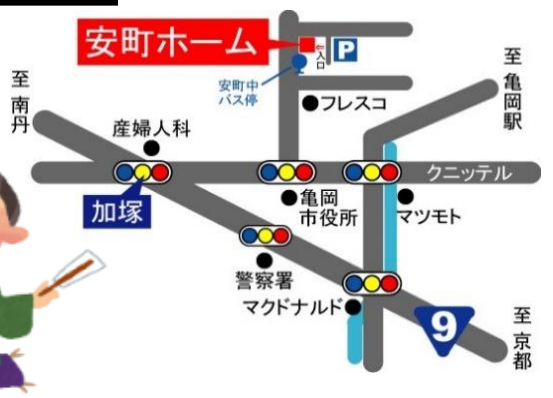 安町ホーム
⇐入口
P
安町中
バス停
フレスコ
至 南丹
産婦人科
至 亀岡駅
クニッテル
加塚
亀岡
市役所
マツモト
警察署
マクドナルド
9
至 京都